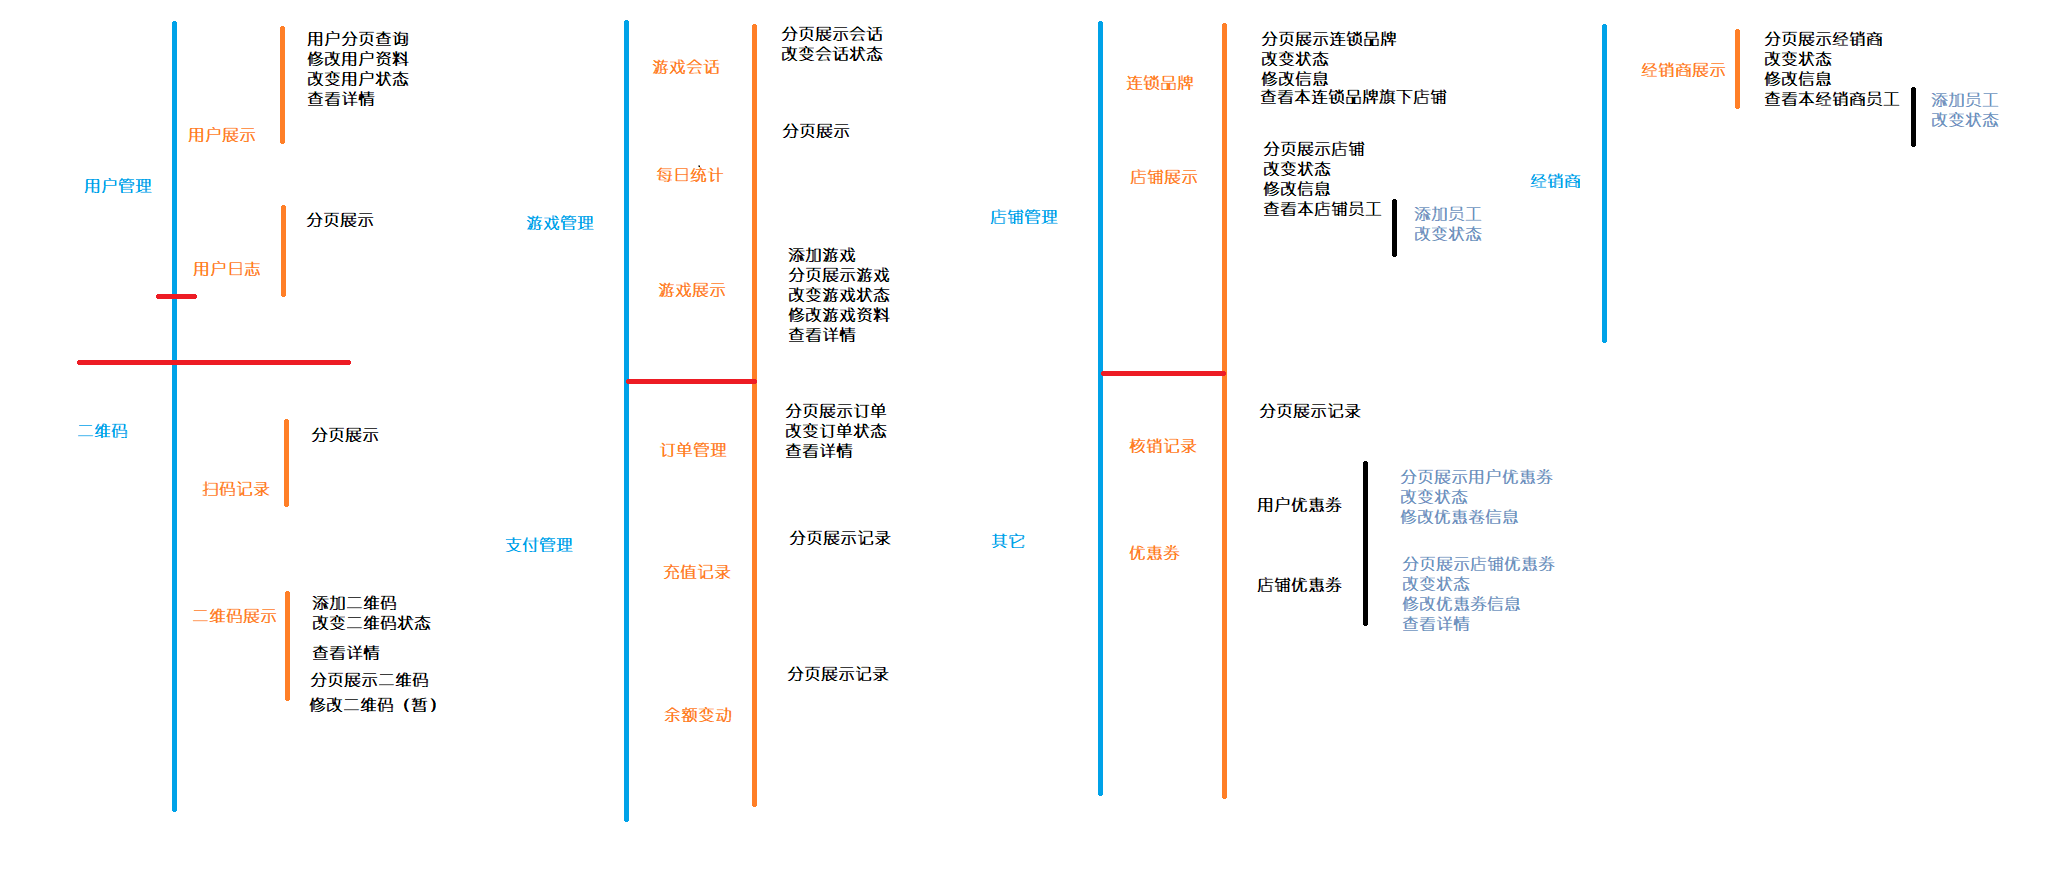 用户管理
用户展示
用户分页查询
修改用户资料
改变用户状态
查看详情
用户日志
分页展示
二维码
扫码记录
分页展示
二维码展示
添加二维码
改变二维码状态
查看详情
分页展示二维码
修改二维码（暂）
游戏管理
游戏会话
分页展示会话
改变会话状态
每日统计
分页展示
游戏展示
添加游戏
分页展示游戏
改变游戏状态
修改游戏资料
查看详情
支付管理
订单管理
分页展示订单
改变订单状态
查看详情
充值记录
分页展示记录
余额变动
分页展示记录
店铺管理
连锁品牌
分页展示连锁品牌
改变状态
修改信息
查看本连锁品牌旗下店铺
店铺展示
分页展示店铺
改变状态
修改信息
查看本店铺员工
添加员工
改变状态
其它
核销记录
分页展示记录
优惠券
用户优惠券
分页展示用户优惠券
改变状态
修改优惠卷信息
店铺优惠券
分页展示店铺优惠券
改变状态
修改优惠券信息
查看详情
经销商
经销商展示
分页展示经销商
改变状态
修改信息
查看本经销商员工
添加员工
改变状态